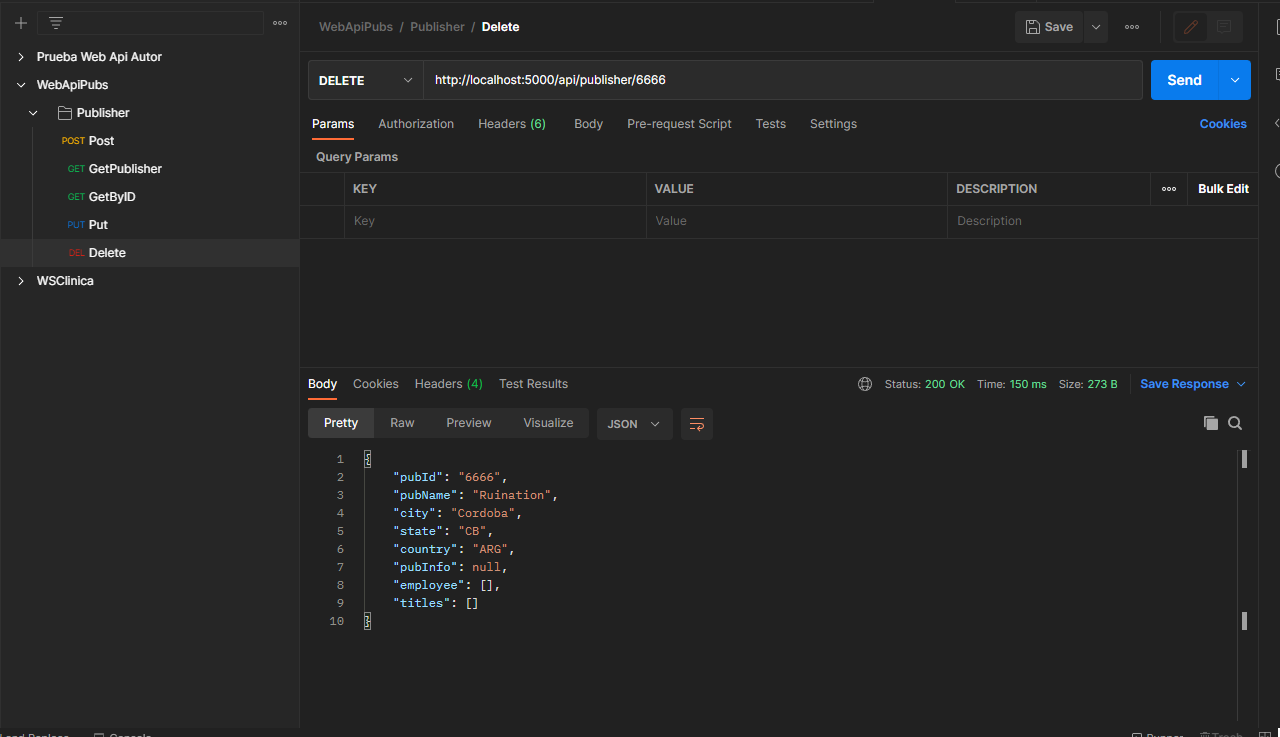 WebApiPubs / Publisher / Delete
Save
Prueba Web Api Autor
WebApiPubs
Publisher
POST Post
GET GetPublisher
GET GetByID
PUT Put
DEL Delete
WSClinica
DELETE http://localhost:5000/api/publisher/6666 Send
Params Authorization Headers (6) Body Pre-request Script Tests Settings Cookies
Query Params
KEY VALUE DESCRIPTION Bulk Edit
Key Value Description
Body Cookies Headers (4) Test Results Status: 200 OK Time: 150 ms Size: 273 B Save Response
Pretty Raw Preview Visualize JSON
1 {
2 "pubId": "6666",
3 "pubName": "Ruination",
4 "city": "Cordoba",
5 "state": "CB",
6 "country": "ARG",
7 "pubInfo": null,
8 "employee": [],
9 "titles": []
10 }
Console Runner Trash